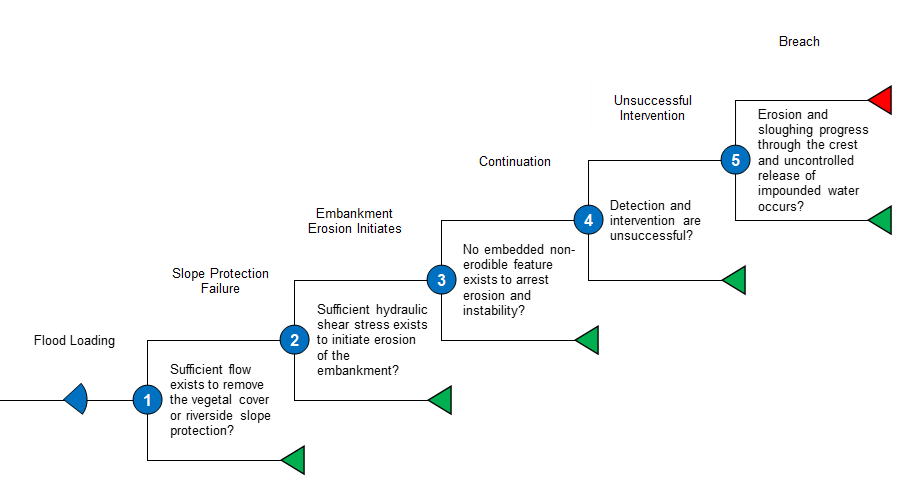 Breach
Unsuccessful
Intervention
Erosion and
sloughing progress
through the crest
and uncontrolled
release of
impounded water
occurs?
5
Continuation
Detection and
intervention are
unsuccessful?
4
Embankment
Erosion Initiates
No embedded non-
erodible feature
exists to arrest
erosion and
instability?
3
Slope Protection
Failure
Sufficient hydraulic
shear stress exists
to initiate erosion
of the
embankment?
2
Flood Loading
Sufficient flow
exists to remove
the vegetal cover
or riverside slope
protection?
1